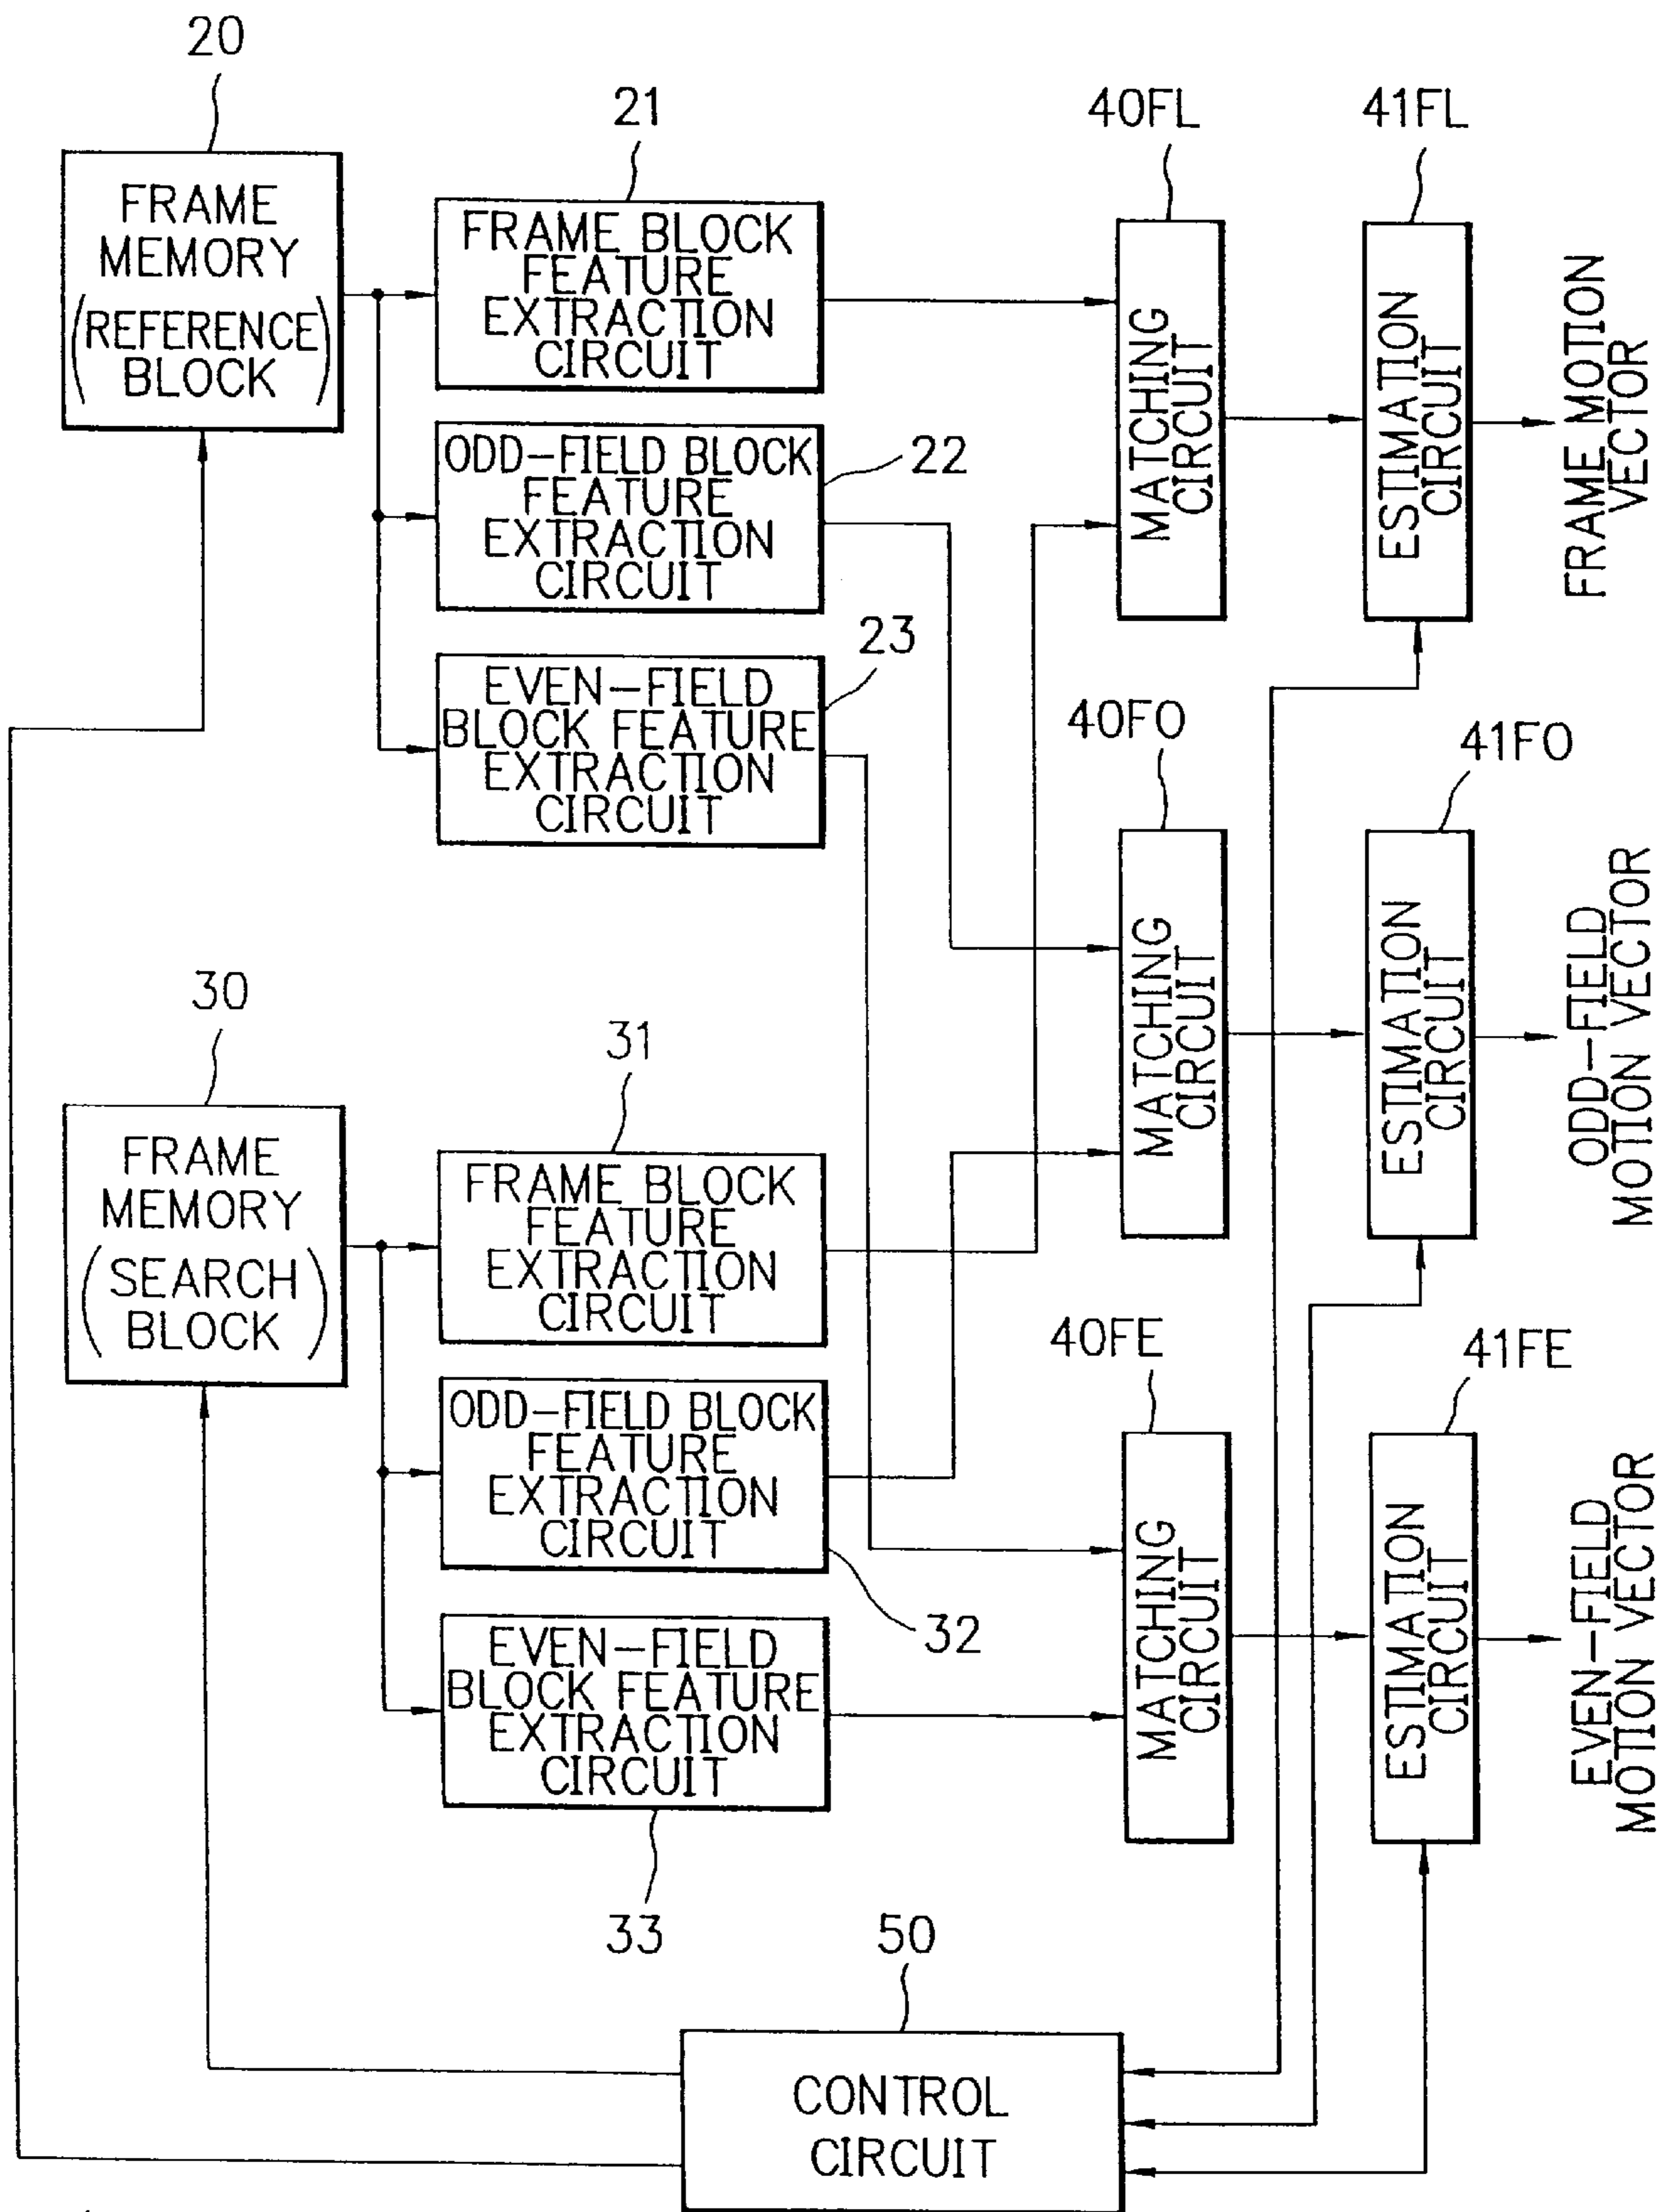 20
FRAME
MEMORY
(REFERENCE
BLOCK)
21
FRAME BLOCK
FEATURE
EXTRACTION
CIRCUIT
ODD-FIELD BLOCK
FEATURE
EXTRACTION
CIRCUIT
22
EVEN-FIELD
BLOCK FEATURE
EXTRACTION
CIRCUIT
23
40FL
MATCHING
CIRCUIT
41FL
ESTIMATION
CIRCUIT
FRAME MOTION
VECTOR
40FO
MATCHING
CIRCUIT
41FO
ESTIMATION
CIRCUIT
ODD-FIELD
MOTION VECTOR
30
FRAME
MEMORY
(SEARCH
BLOCK)
31
FRAME BLOCK
FEATURE
EXTRACTION
CIRCUIT
ODD-FIELD BLOCK
FEATURE
EXTRACTION
CIRCUIT
32
EVEN-FIELD
BLOCK FEATURE
EXTRACTION
CIRCUIT
33
40FE
MATCHING
CIRCUIT
41FE
ESTIMATION
CIRCUIT
EVEN-FIELD
MOTION VECTOR
50
CONTROL
CIRCUIT